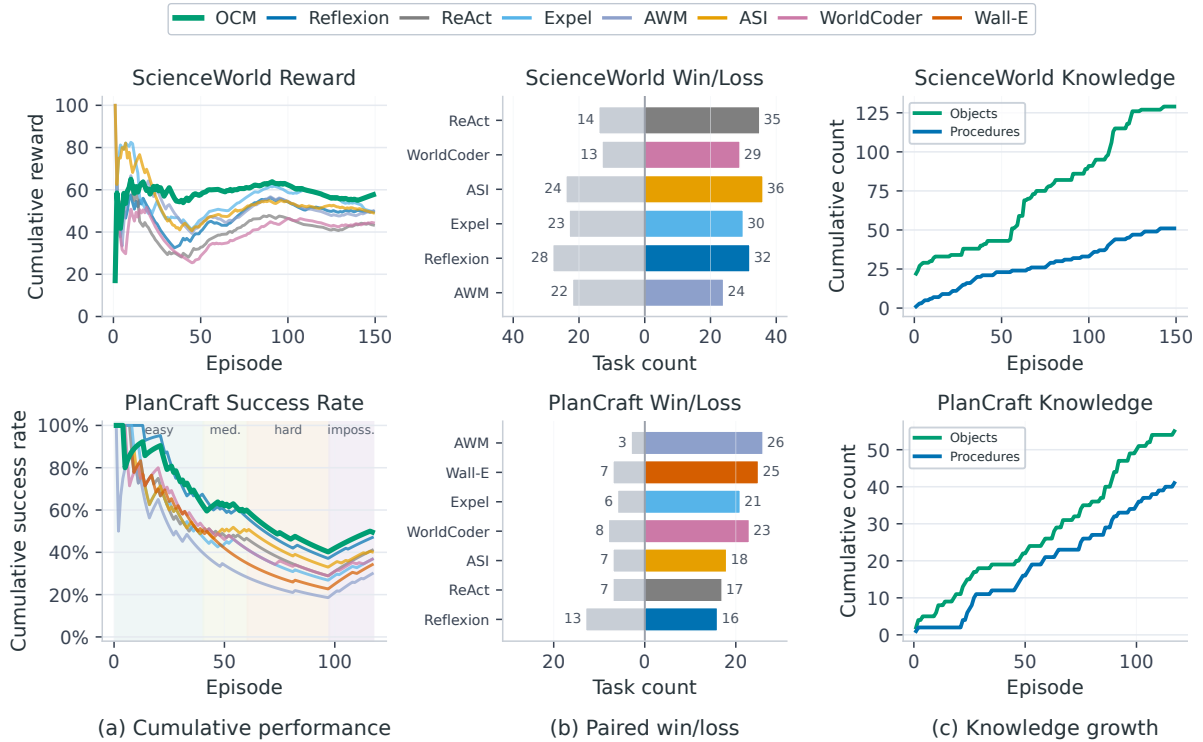 OCM Reflexion ReAct Expel AWM ASI WorldCoder Wall-E
ScienceWorld Reward
Cumulative reward
100
80
60
40
20
0
0 50 100 150
Episode
ScienceWorld Win/Loss
ReAct 14 35
WorldCoder 13 29
ASI 24 36
Expel 23 30
Reflexion 28 32
AWM 22 24
40 20 0 20 40
Task count
ScienceWorld Knowledge
Cumulative count
Objects
Procedures
125
100
75
50
25
0
0 50 100 150
Episode
PlanCraft Success Rate
Cumulative success rate
easy med. hard imposs.
100%
80%
60%
40%
20%
0%
0 50 100
Episode
PlanCraft Win/Loss
AWM 3 26
Wall-E 7 25
Expel 6 21
WorldCoder 8 23
ASI 7 18
ReAct 7 17
Reflexion 13 16
20 0 20
Task count
PlanCraft Knowledge
Cumulative count
Objects
Procedures
50
40
30
20
10
0
0 50 100
Episode
(a) Cumulative performance
(b) Paired win/loss
(c) Knowledge growth